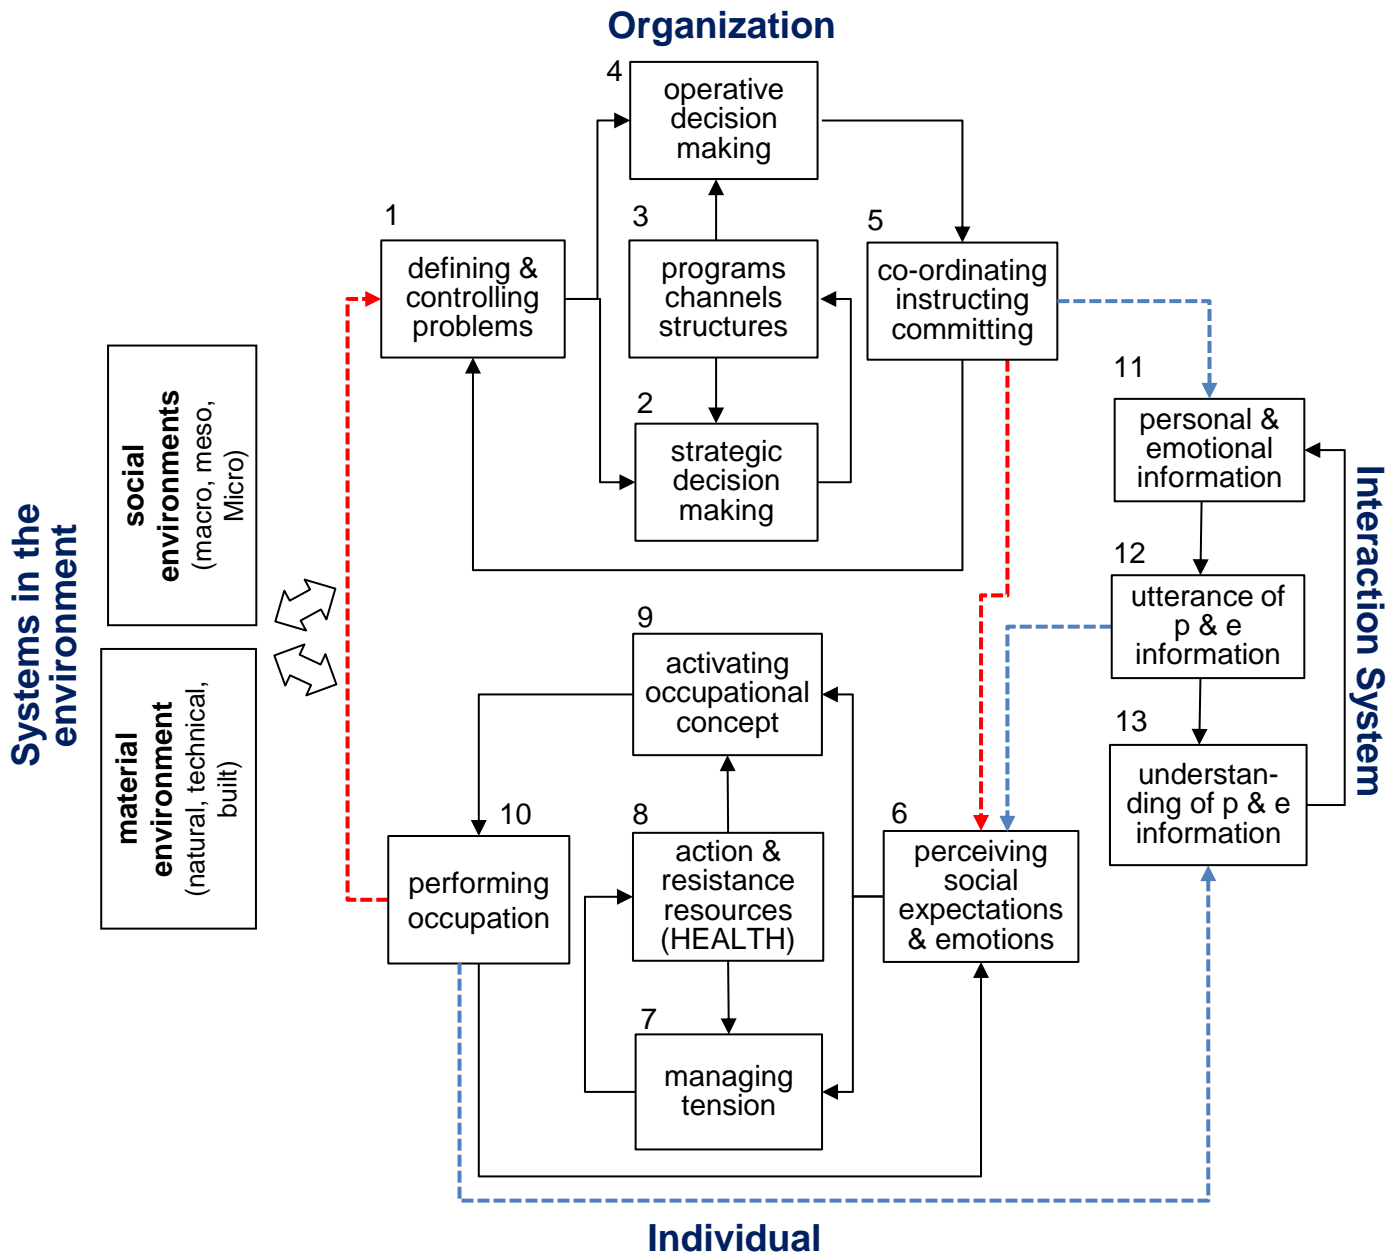 Organization
4
operative
decision
making
1
defining &
controlling
problems
3
programs
channels
structures
5
co-ordinating
instructing
committing
2
strategic
decision
making
11
personal &
emotional
information
12
utterance of
p & e
information
13
understan-
ding of p & e
information
Interaction System
Systems in the
environment
social
environments
(macro, meso,
Micro)
material
environment
(natural, technical,
built)
9
activating
occupational
concept
10
performing
occupation
8
action &
resistance
resources
(HEALTH)
6
perceiving
social
expectations
& emotions
7
managing
tension
Individual